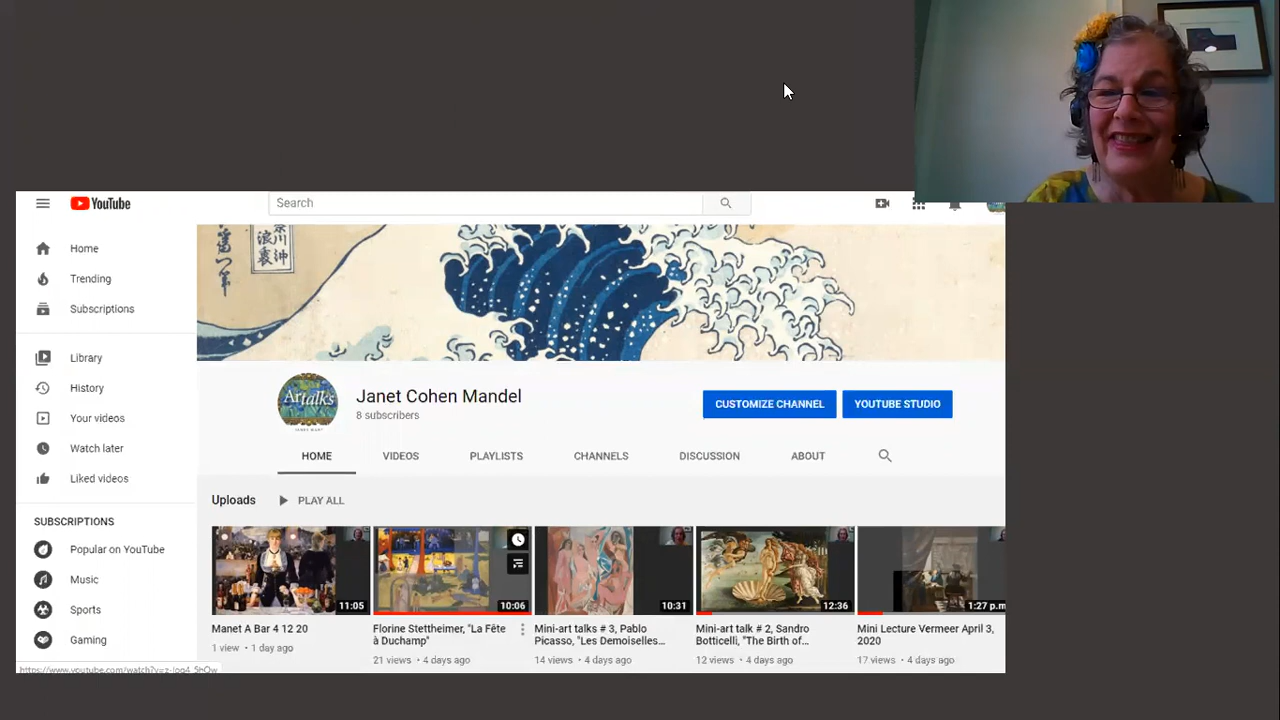 YouTube
Search
Home
Trending
Subscriptions
Library
History
Your videos
Watch later
Liked videos
SUBSCRIPTIONS
Popular on YouTube
Music
Sports
Gaming
Artalks
Janet Cohen Mandel
8 subscribers
CUSTOMIZE CHANNEL
YOUTUBE STUDIO
HOME
VIDEOS
PLAYLISTS
CHANNELS
DISCUSSION
ABOUT
Uploads
PLAY ALL
11:05
Manet A Bar 4 12 20
1 view • 1 day ago
10:06
Florine Stettheimer, "La Fête
à Duchamp"
21 views • 4 days ago
10:31
Mini-art talks # 3, Pablo
Picasso, "Les Demoiselles...
14 views • 4 days ago
12:36
Mini-art talk # 2, Sandro
Botticelli, "The Birth of...
12 views • 4 days ago
1:27 p.m
Mini Lecture Vermeer April 3,
2020
17 views • 4 days ago